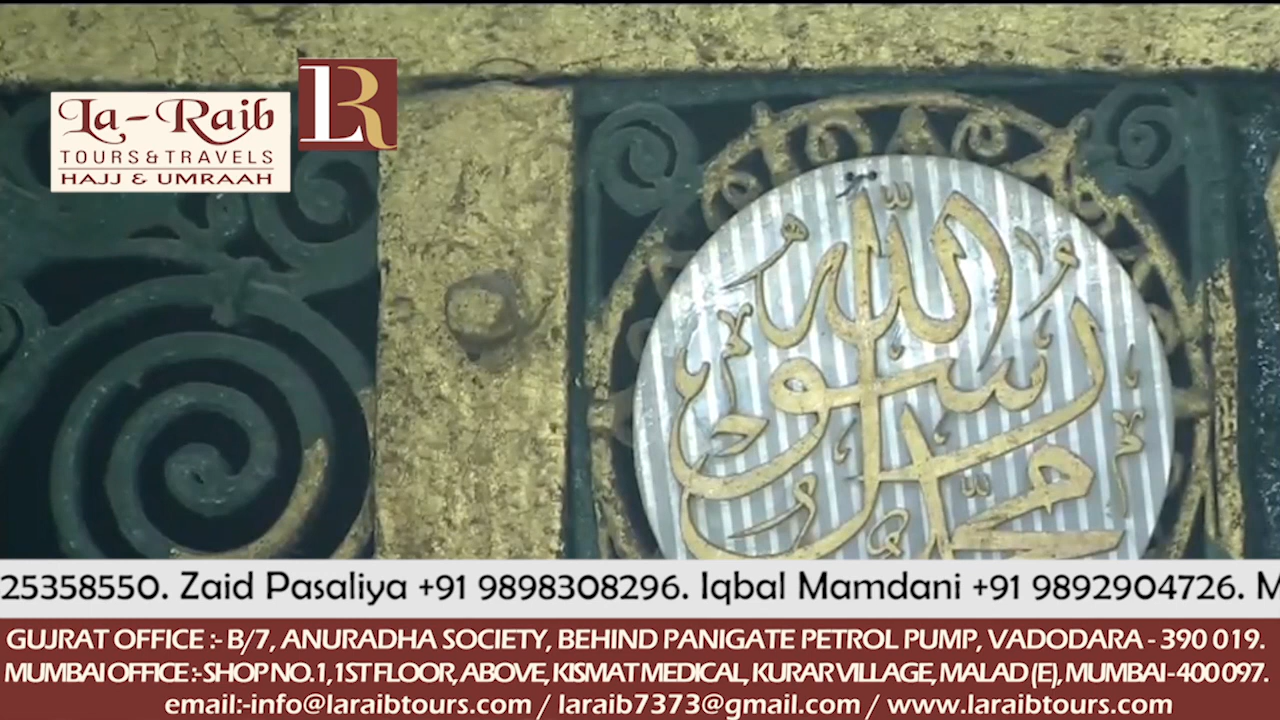 La-Raib
TOURS & TRAVELS
HAJJ & UMRAAH
LR
الله
رسول
محمد
25358550. Zaid Pasaliya +91 9898308296. Iqbal Mamdani +91 9892904726. M
GUJRAT OFFICE :- B/7, ANURADHA SOCIETY, BEHIND PANIGATE PETROL PUMP, VADODARA - 390 019.
MUMBAI OFFICE :- SHOP NO. 1, 1ST FLOOR, ABOVE, KISMAT MEDICAL, KURAR VILLAGE, MALAD (E), MUMBAI - 400 097.
email:-info@laraibtours.com / laraib7373@gmail.com / www.laraibtours.com